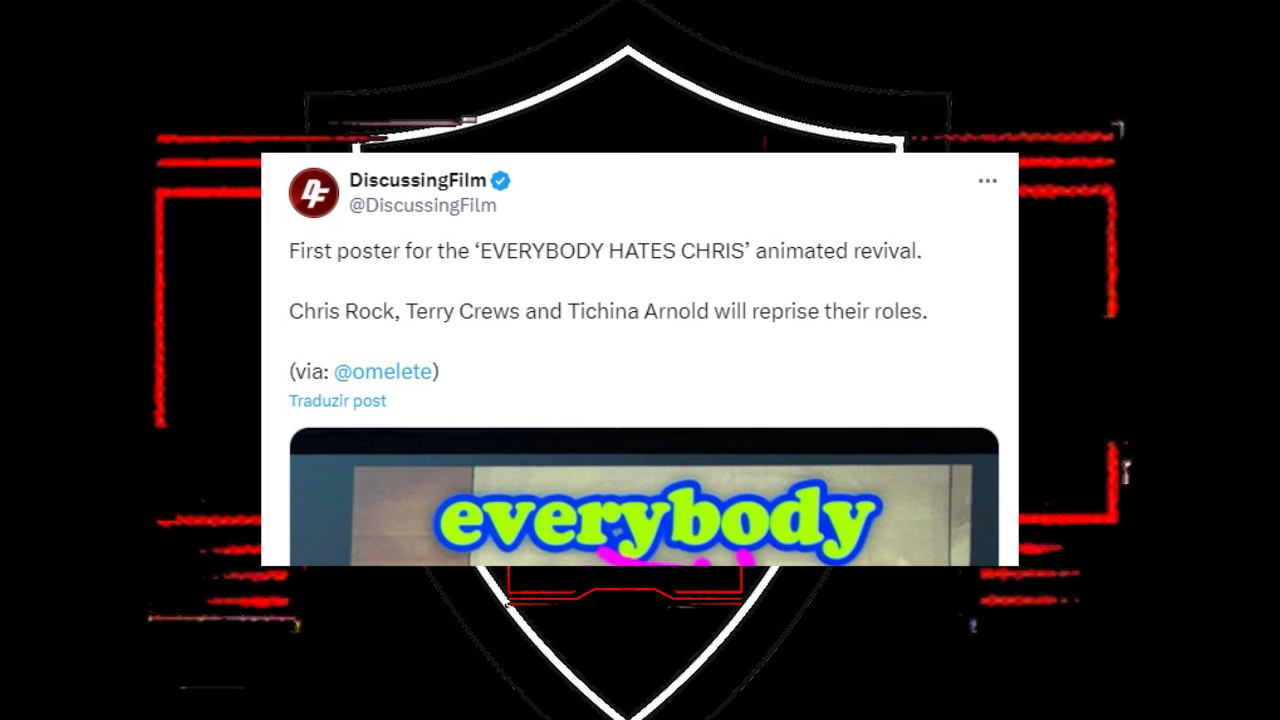 DiscussingFilm
@DiscussingFilm
First poster for the ‘EVERYBODY HATES CHRIS’ animated revival.
Chris Rock, Terry Crews and Tichina Arnold will reprise their roles.
(via: @omelete)
Traduzir post
everybody